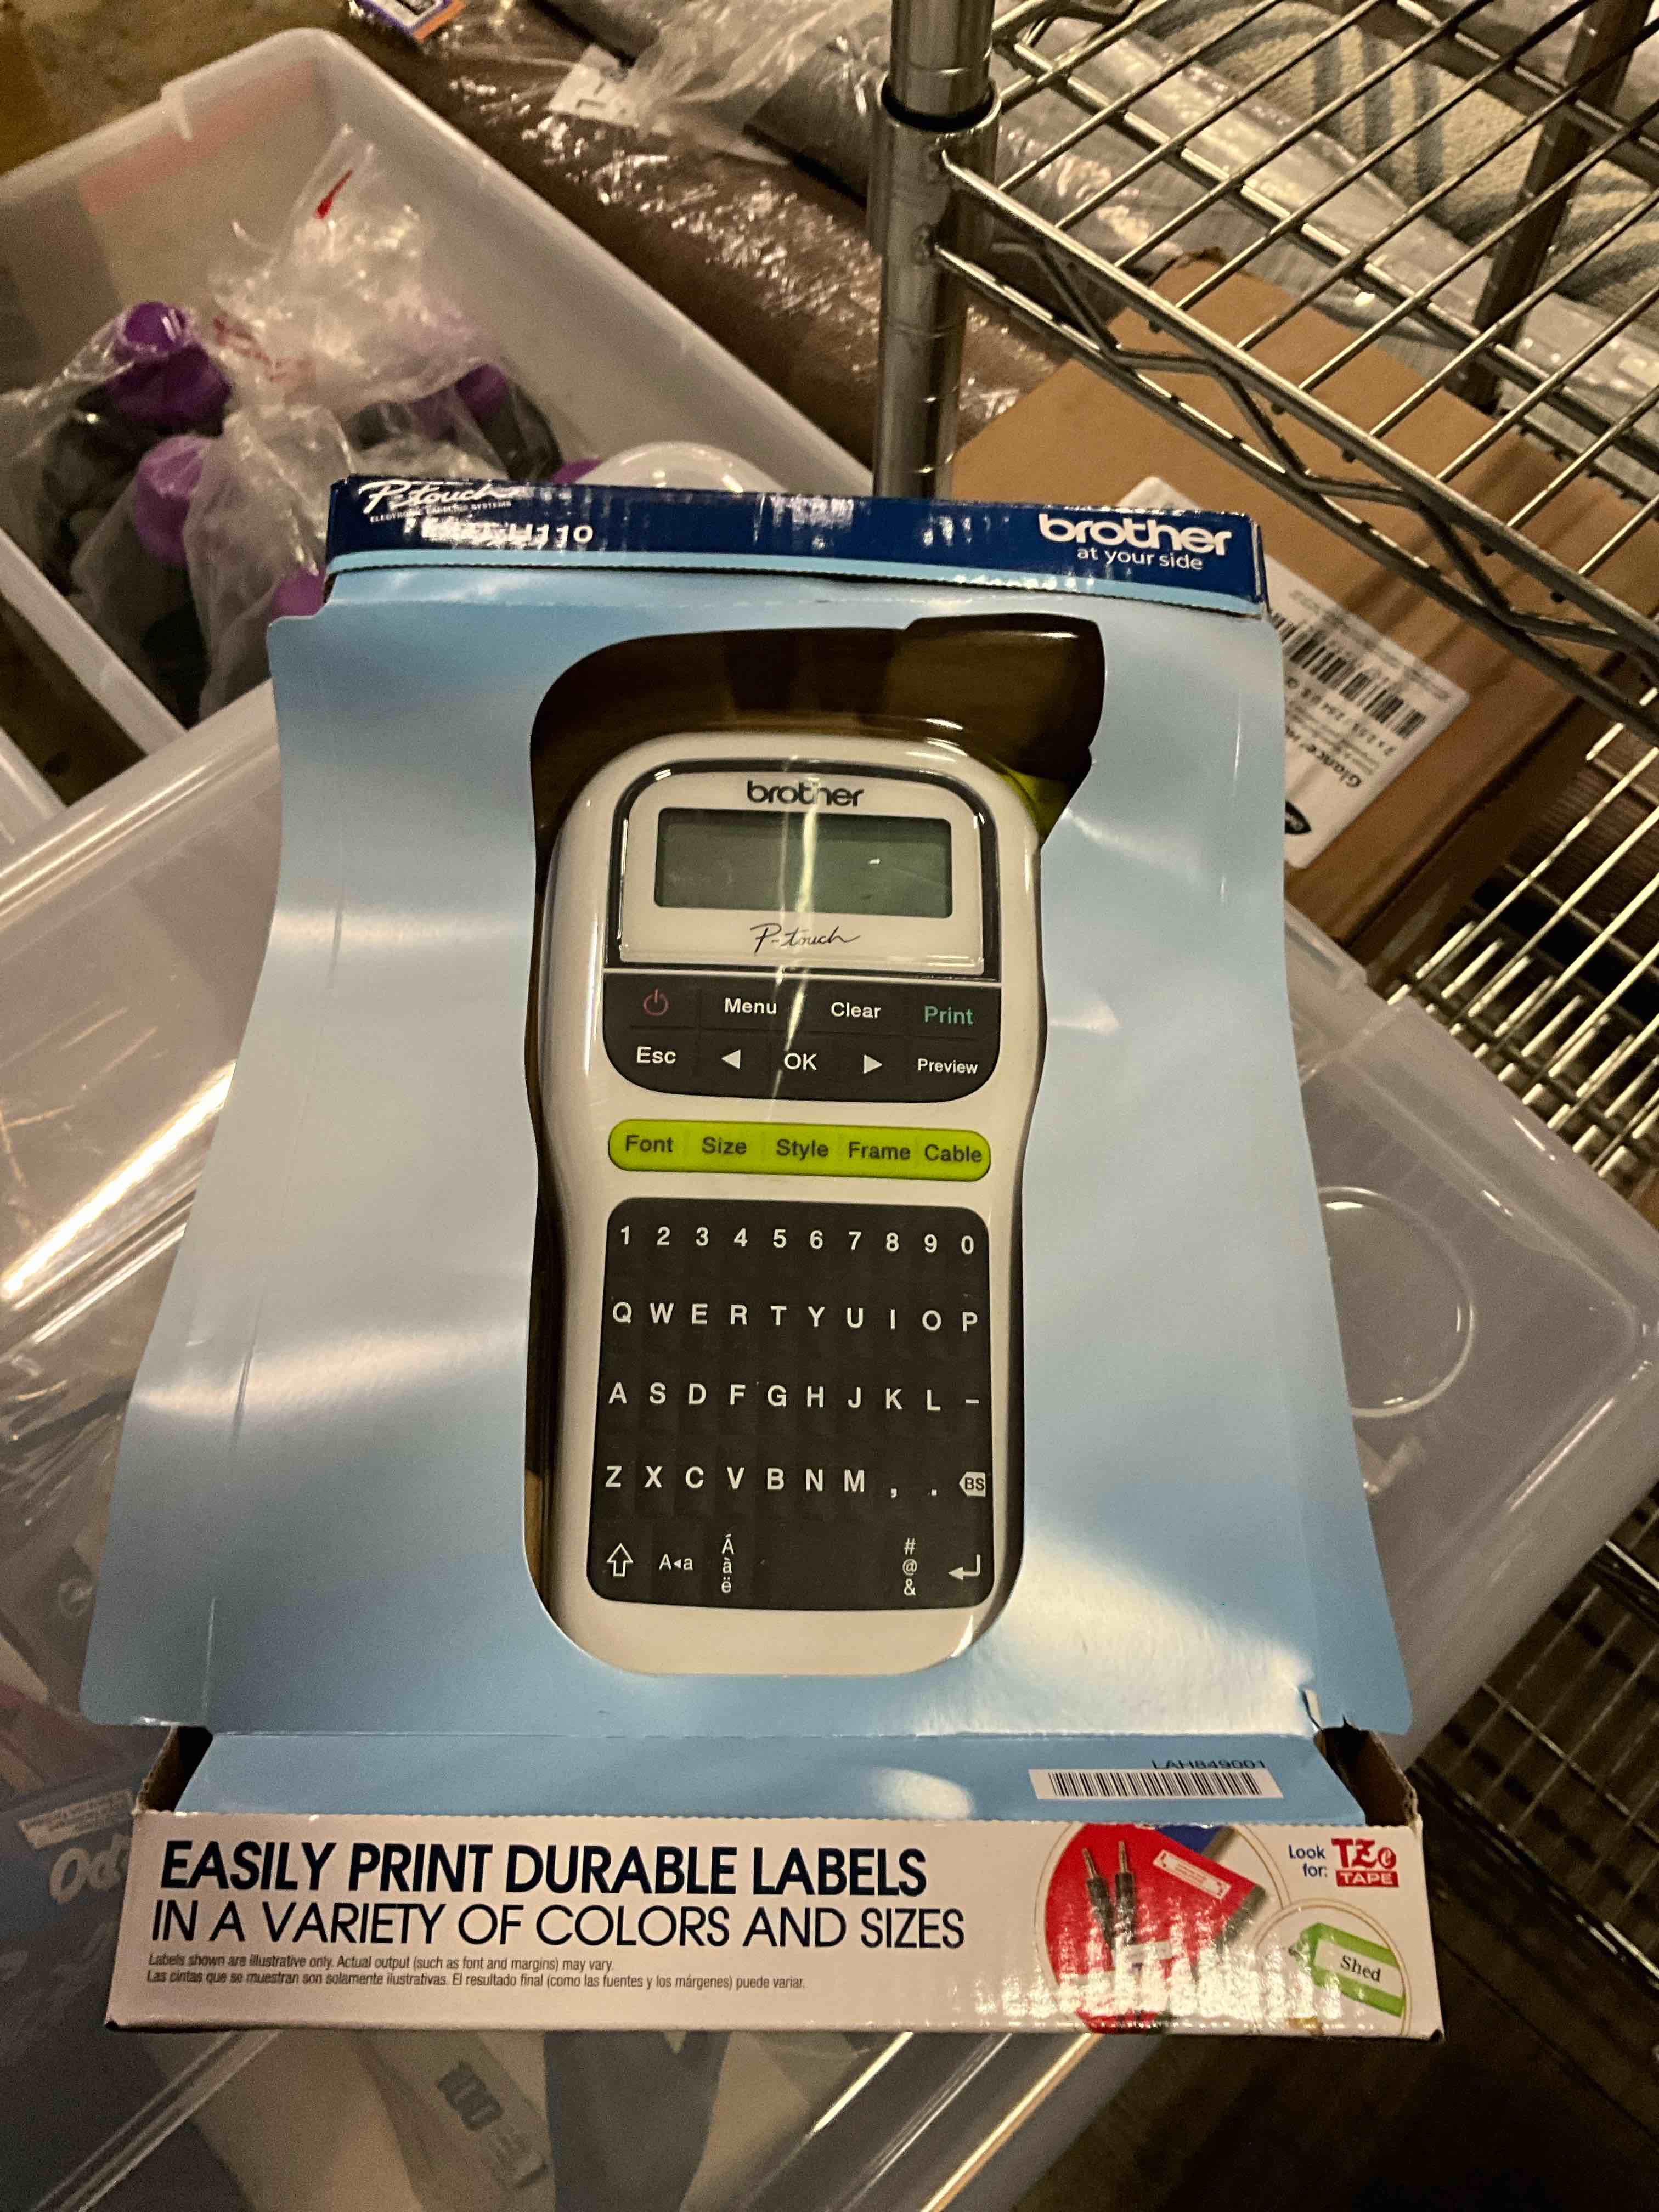 P-touch
ELECTRONIC LABELING SYSTEMS
H110
brother
at your side
brother
P-touch
Menu Clear Print
Esc ◀ OK ▶ Preview
Font Size Style Frame Cable
1 2 3 4 5 6 7 8 9 0
Q W E R T Y U I O P
A S D F G H J K L -
Z X C V B N M , . BS
A◂a Á à ë # @ &
LAH849001
EASILY PRINT DURABLE LABELS
IN A VARIETY OF COLORS AND SIZES
Labels shown are illustrative only. Actual output (such as font and margins) may vary.
Las cintas que se muestran son solamente ilustrativas. El resultado final (como las fuentes y los márgenes) puede variar.
Look for: TZe TAPE
Shed